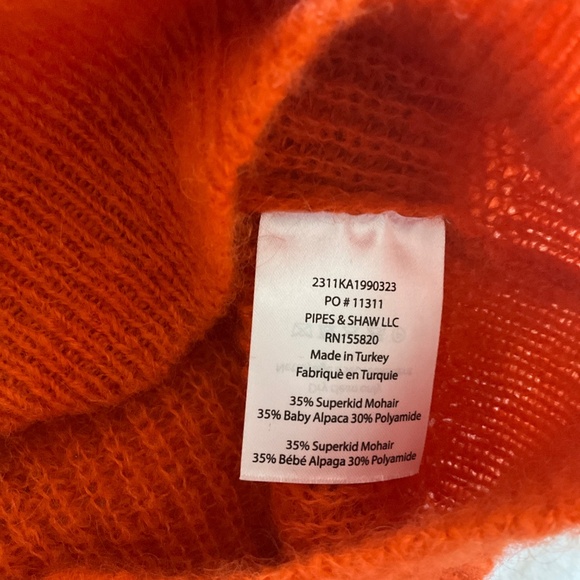 2311KA1990323
PO # 11311
PIPES & SHAW LLC
RN155820
Made in Turkey
Fabriquè en Turquie
35% Superkid Mohair
35% Baby Alpaca 30% Polyamide
35% Superkid Mohair
35% Bébé Alpaga 30% Polyamide